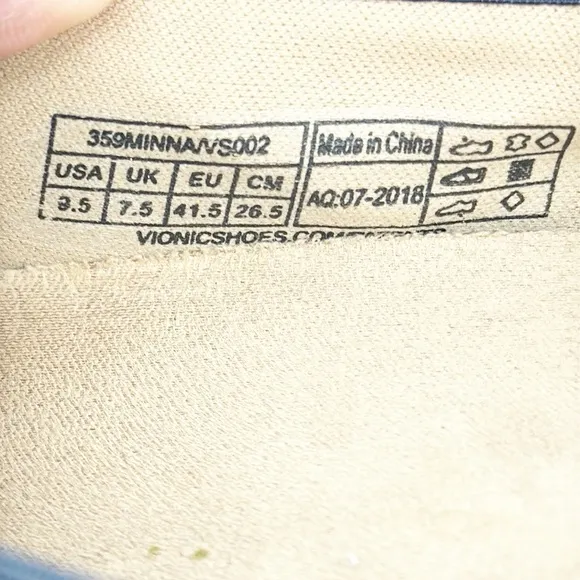 359MINNA/VS002
Made in China
USA UK EU CM
9.5 7.5 41.5 26.5
AQ:07-2018
VIONICSHOES.COM